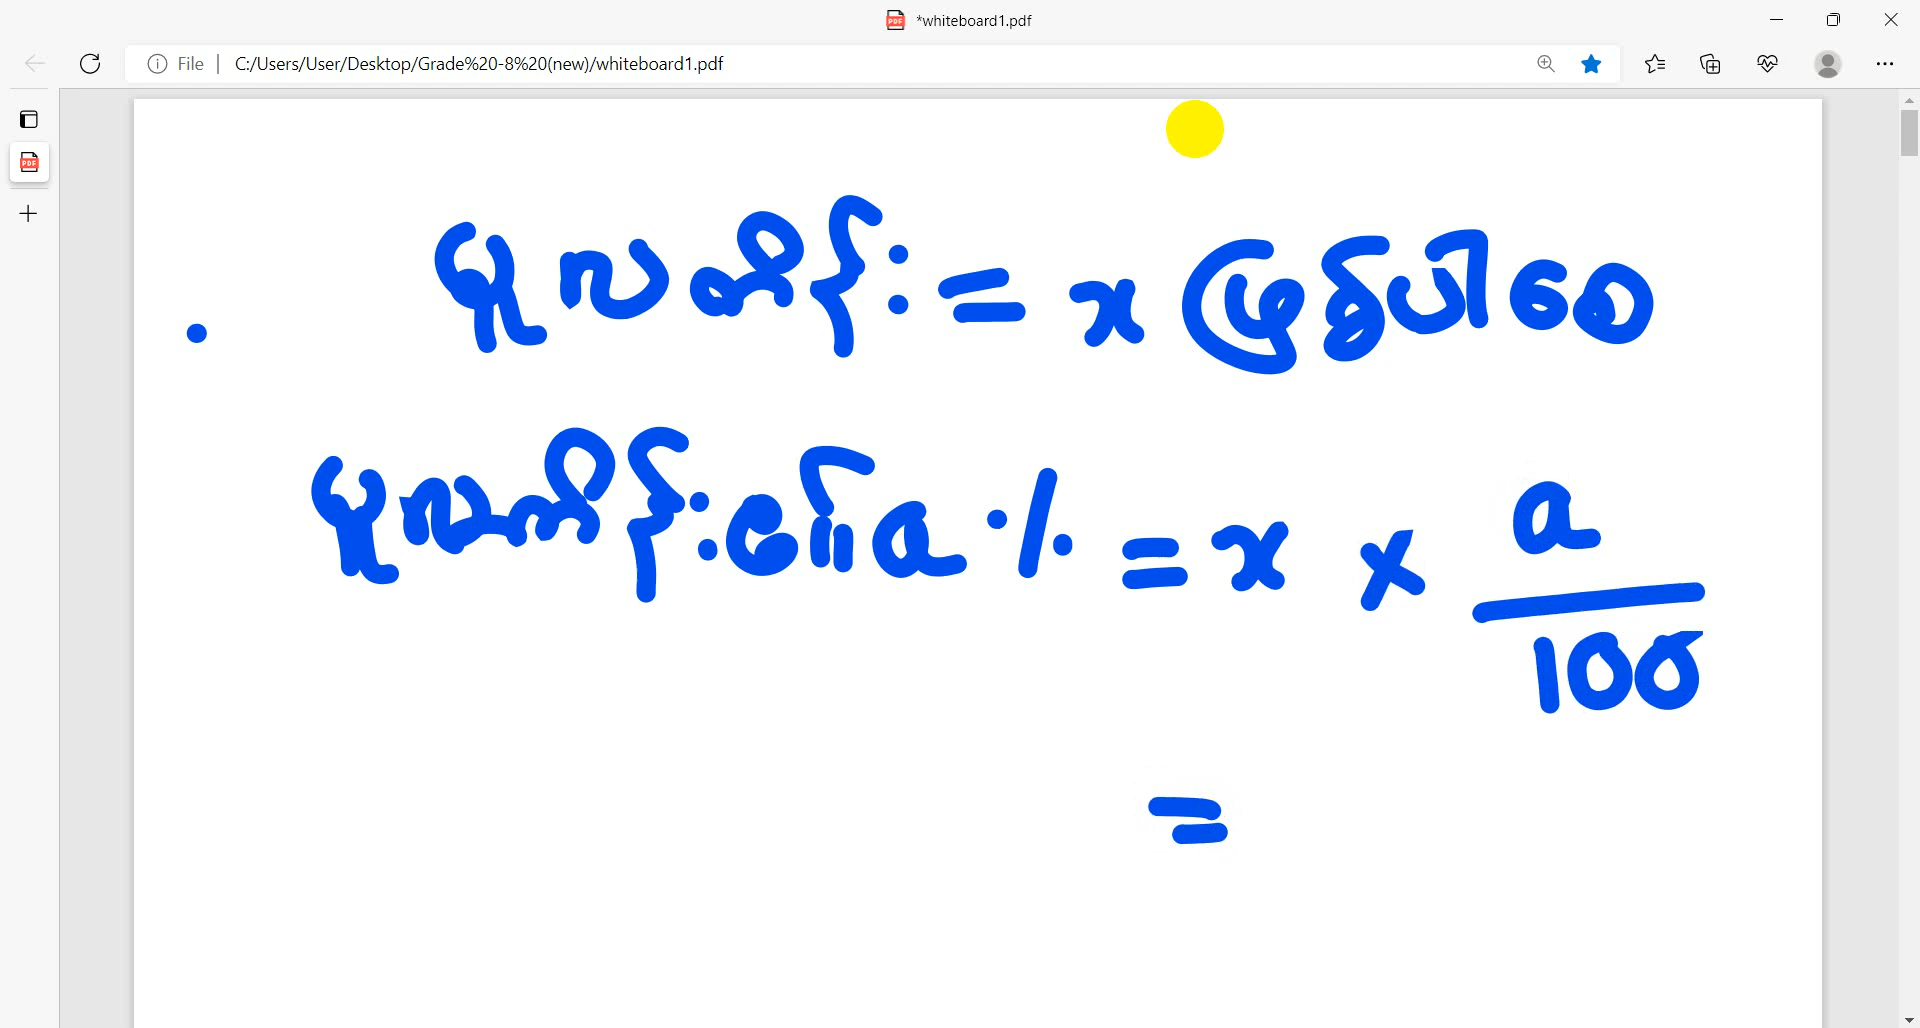 *whiteboard1.pdf
File | C:/Users/User/Desktop/Grade%20-8%20(new)/whiteboard1.pdf
မူလကိန်း = x ဖြစ်ပါစေ
မူလကိန်း၏ a % = x × a/100
=